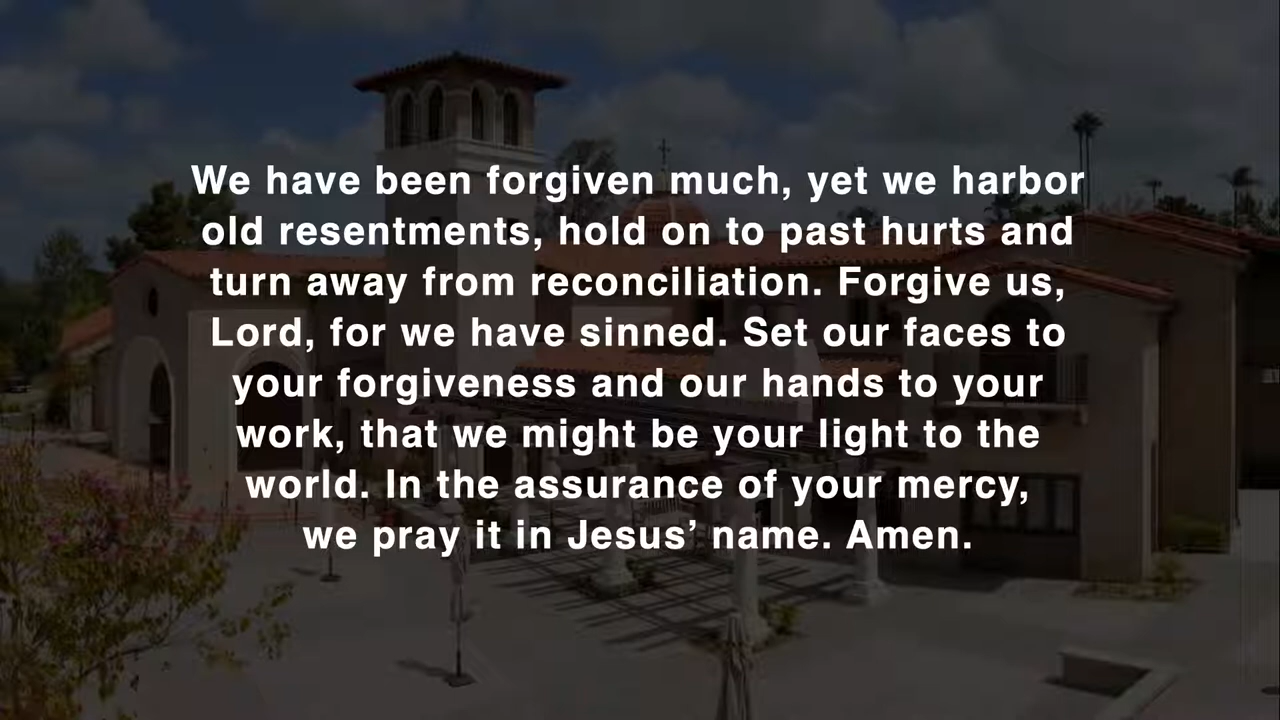 We have been forgiven much, yet we harbor
old resentments, hold on to past hurts and
turn away from reconciliation. Forgive us,
Lord, for we have sinned. Set our faces to
your forgiveness and our hands to your
work, that we might be your light to the
world. In the assurance of your mercy,
we pray it in Jesus’ name. Amen.